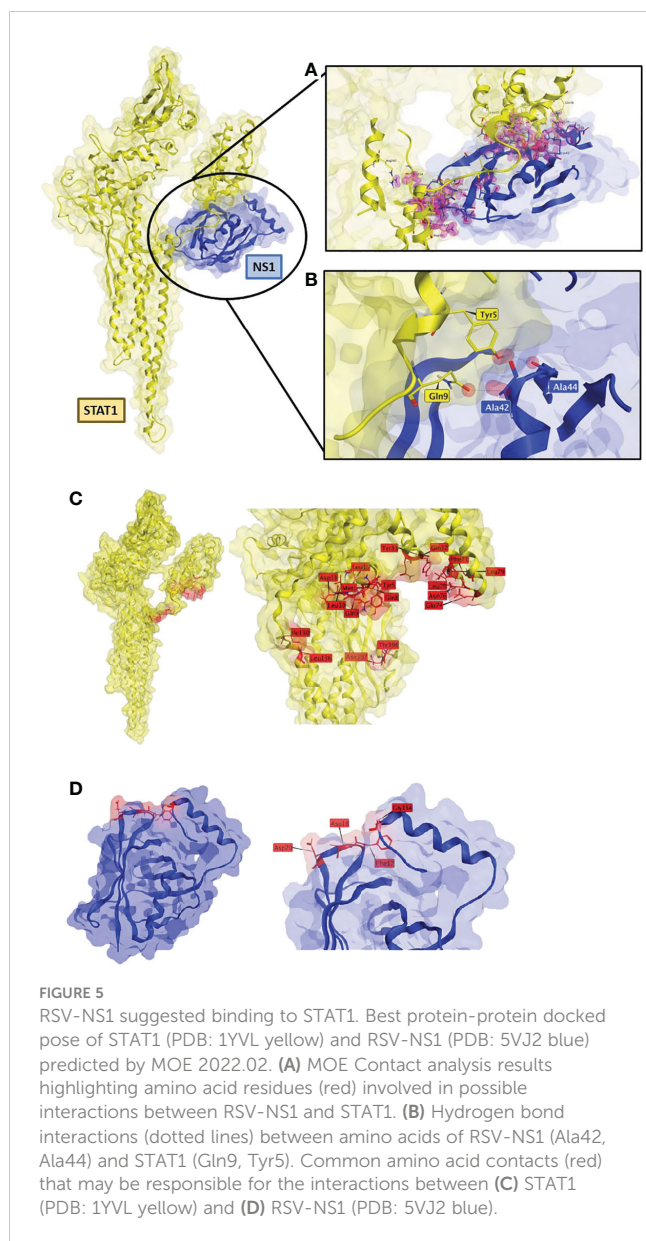 A
NS1
B
Tyr5
Gln9
Ala44
Ala42
STAT1
C
Tyr5
Gln9
Leu136
D
Asp18
FIGURE 5
RSV-NS1 suggested binding to STAT1. Best protein-protein docked
pose of STAT1 (PDB: 1YVL yellow) and RSV-NS1 (PDB: 5VJ2 blue)
predicted by MOE 2022.02. (A) MOE Contact analysis results
highlighting amino acid residues (red) involved in possible
interactions between RSV-NS1 and STAT1. (B) Hydrogen bond
interactions (dotted lines) between amino acids of RSV-NS1 (Ala42,
Ala44) and STAT1 (Gln9, Tyr5). Common amino acid contacts (red)
that may be responsible for the interactions between (C) STAT1
(PDB: 1YVL yellow) and (D) RSV-NS1 (PDB: 5VJ2 blue).